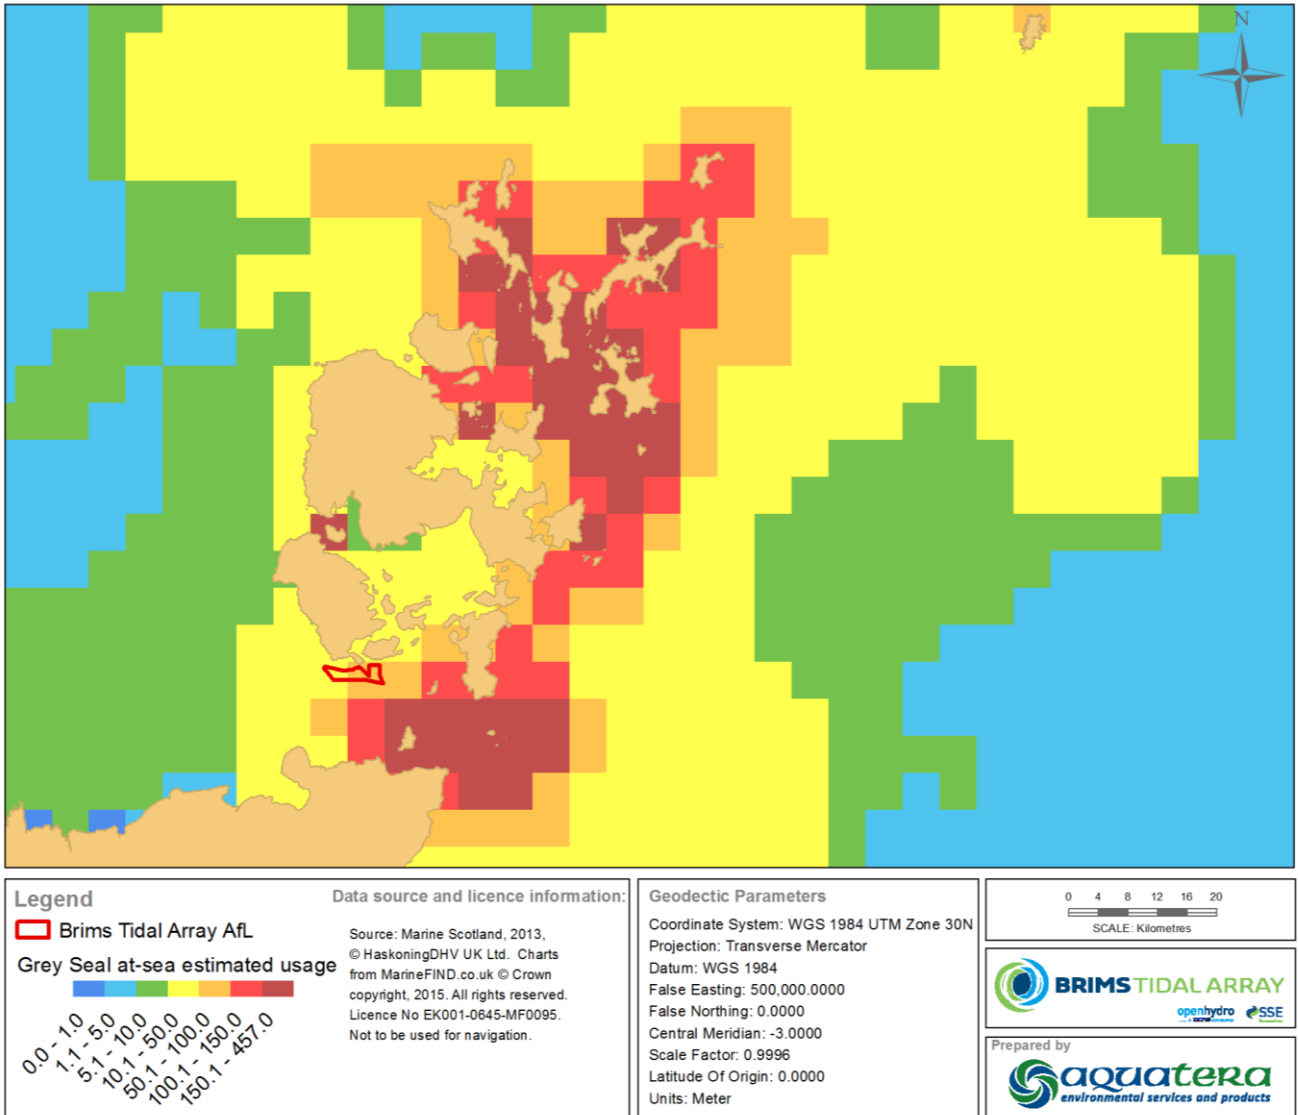 N
Legend
Brims Tidal Array AfL
Grey Seal at-sea estimated usage
0.0 - 1.0
1.1 - 5.0
5.1 - 10.0
10.1 - 50.0
50.1 - 100.0
100.1 - 150.0
150.1 - 457.0
Data source and licence information:
Source: Marine Scotland, 2013,
© HaskoningDHV UK Ltd. Charts
from MarineFIND.co.uk © Crown
copyright, 2015. All rights reserved.
Licence No EK001-0645-MF0095.
Not to be used for navigation.
Geodectic Parameters
Coordinate System: WGS 1984 UTM Zone 30N
Projection: Transverse Mercator
Datum: WGS 1984
False Easting: 500,000.0000
False Northing: 0.0000
Central Meridian: -3.0000
Scale Factor: 0.9996
Latitude Of Origin: 0.0000
Units: Meter
0 4 8 12 16 20
SCALE: Kilometres
BRIMS TIDAL ARRAY
openhydro
SSE
Prepared by
aquatera
environmental services and products